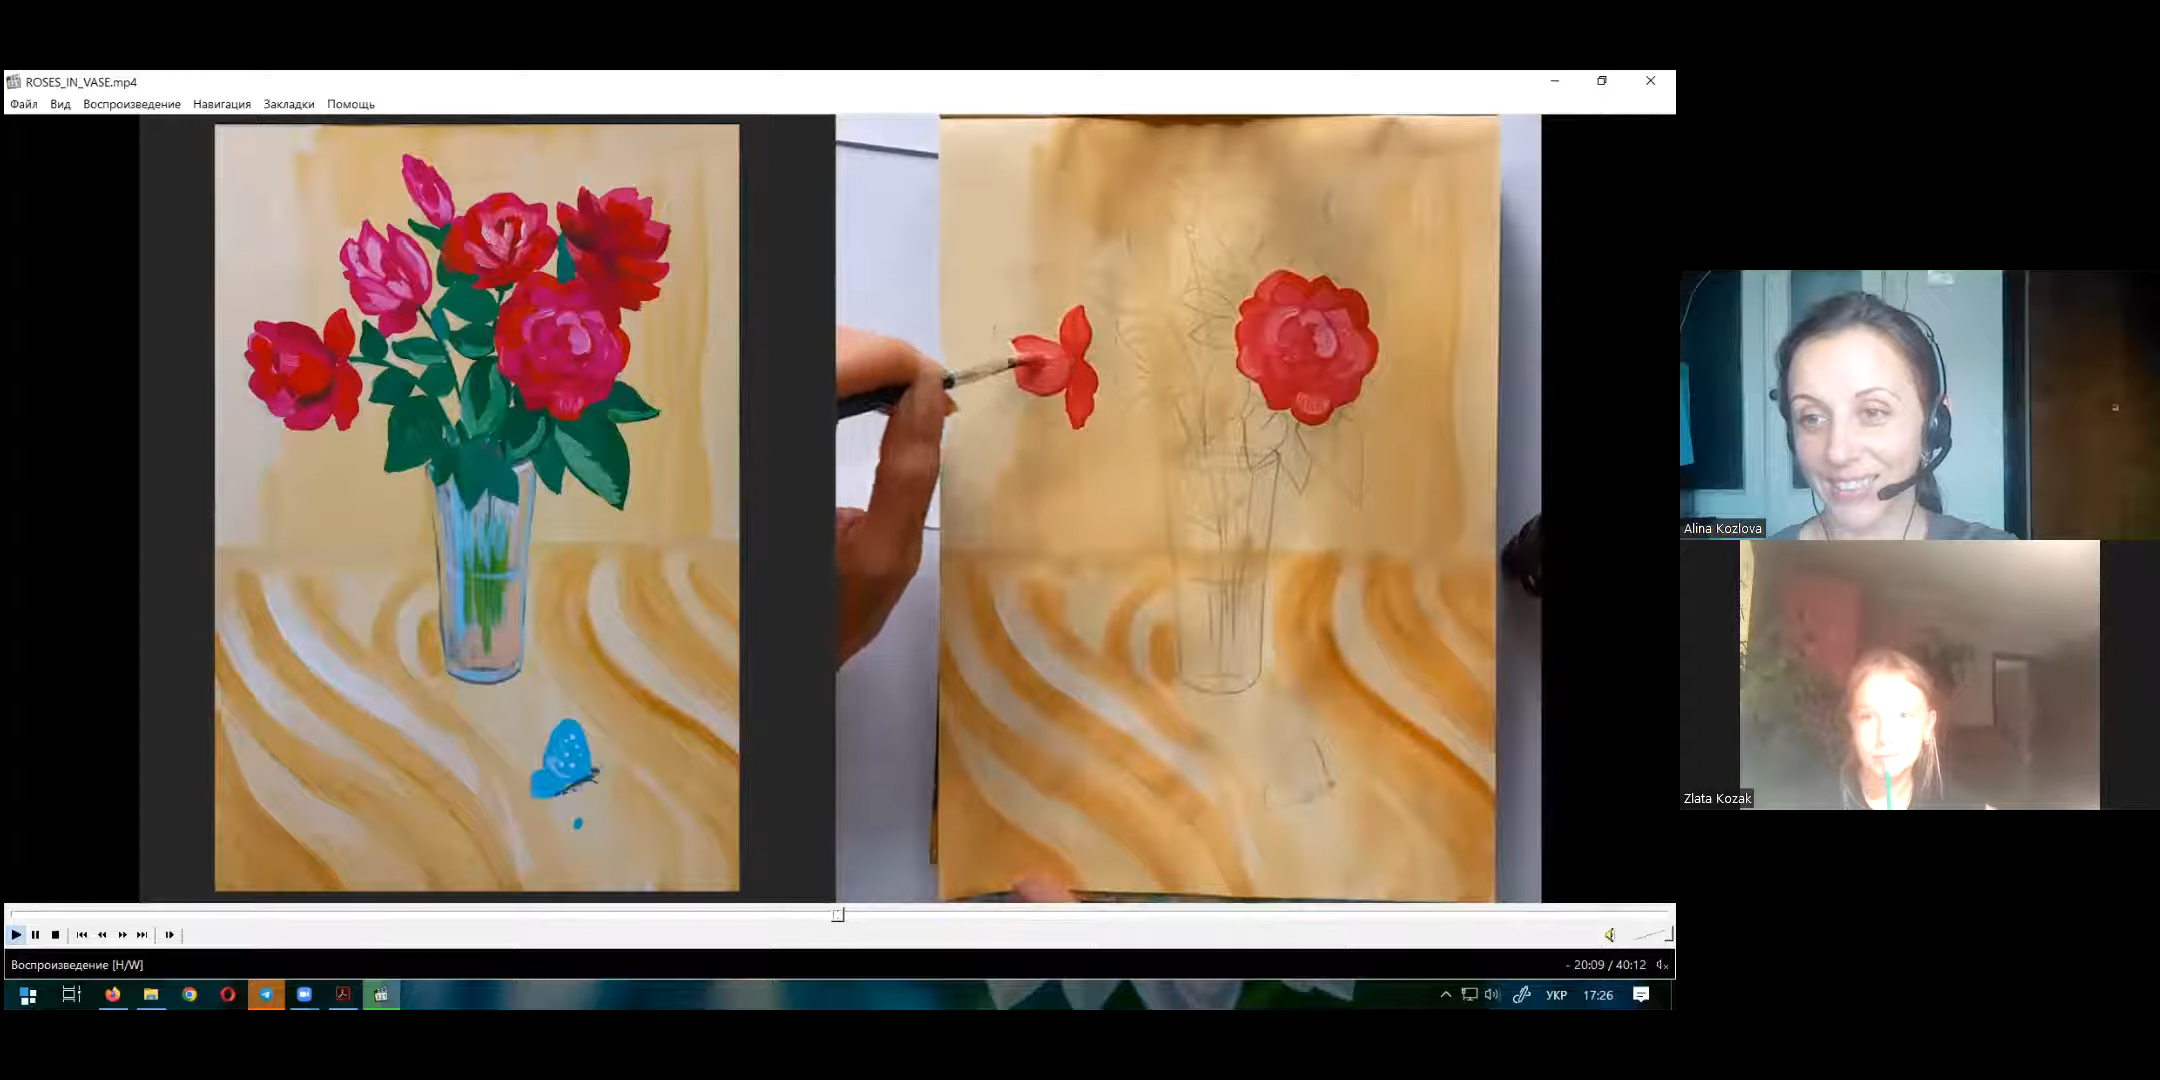 ROSES_IN_VASE.mp4
Файл Вид Воспроизведение Навигация Закладки Помощь
Alina Kozlova
Zlata Kozak
Воспроизведение [H/W]
- 20:09 / 40:12
УКР 17:26